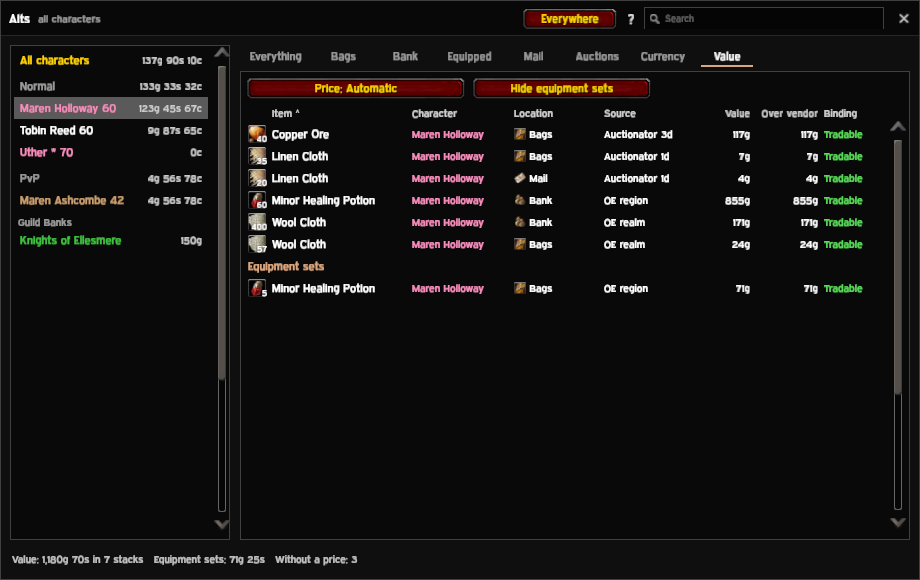 Alts all characters Everywhere ? Search
All characters 137g 90s 10c
Normal 133g 33s 32c
Maren Holloway 60 123g 45s 67c
Tobin Reed 60 9g 87s 65c
Uther * 70 0c
PvP 4g 56s 78c
Maren Ashcombe 42 4g 56s 78c
Guild Banks
Knights of Ellesmere 150g
Everything Bags Bank Equipped Mail Auctions Currency Value
Price: Automatic Hide equipment sets
Item ^ Character Location Source Value Over vendor Binding
40 Copper Ore Maren Holloway Bags Auctionator 3d 117g 117g Tradable
35 Linen Cloth Maren Holloway Bags Auctionator 1d 7g 7g Tradable
20 Linen Cloth Maren Holloway Mail Auctionator 1d 4g 4g Tradable
60 Minor Healing Potion Maren Holloway Bank OE region 855g 855g Tradable
400 Wool Cloth Maren Holloway Bank OE realm 171g 171g Tradable
57 Wool Cloth Maren Holloway Bags OE realm 24g 24g Tradable
Equipment sets
5 Minor Healing Potion Maren Holloway Bags OE region 71g 71g Tradable
Value: 1,180g 70s in 7 stacks Equipment sets: 71g 25s Without a price: 3